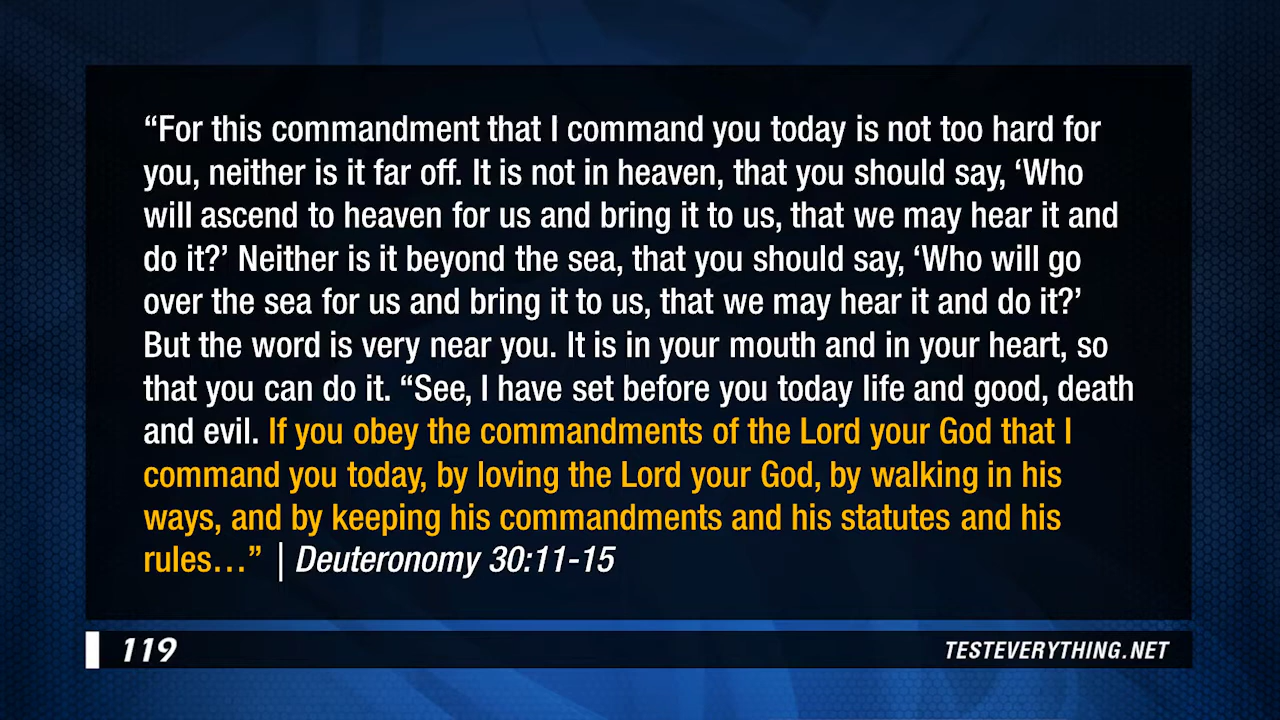 “For this commandment that I command you today is not too hard for
you, neither is it far off. It is not in heaven, that you should say, ‘Who
will ascend to heaven for us and bring it to us, that we may hear it and
do it?’ Neither is it beyond the sea, that you should say, ‘Who will go
over the sea for us and bring it to us, that we may hear it and do it?’
But the word is very near you. It is in your mouth and in your heart, so
that you can do it. “See, I have set before you today life and good, death
and evil. If you obey the commandments of the Lord your God that I
command you today, by loving the Lord your God, by walking in his
ways, and by keeping his commandments and his statutes and his
rules…” | Deuteronomy 30:11-15
119
TESTEVERYTHING.NET